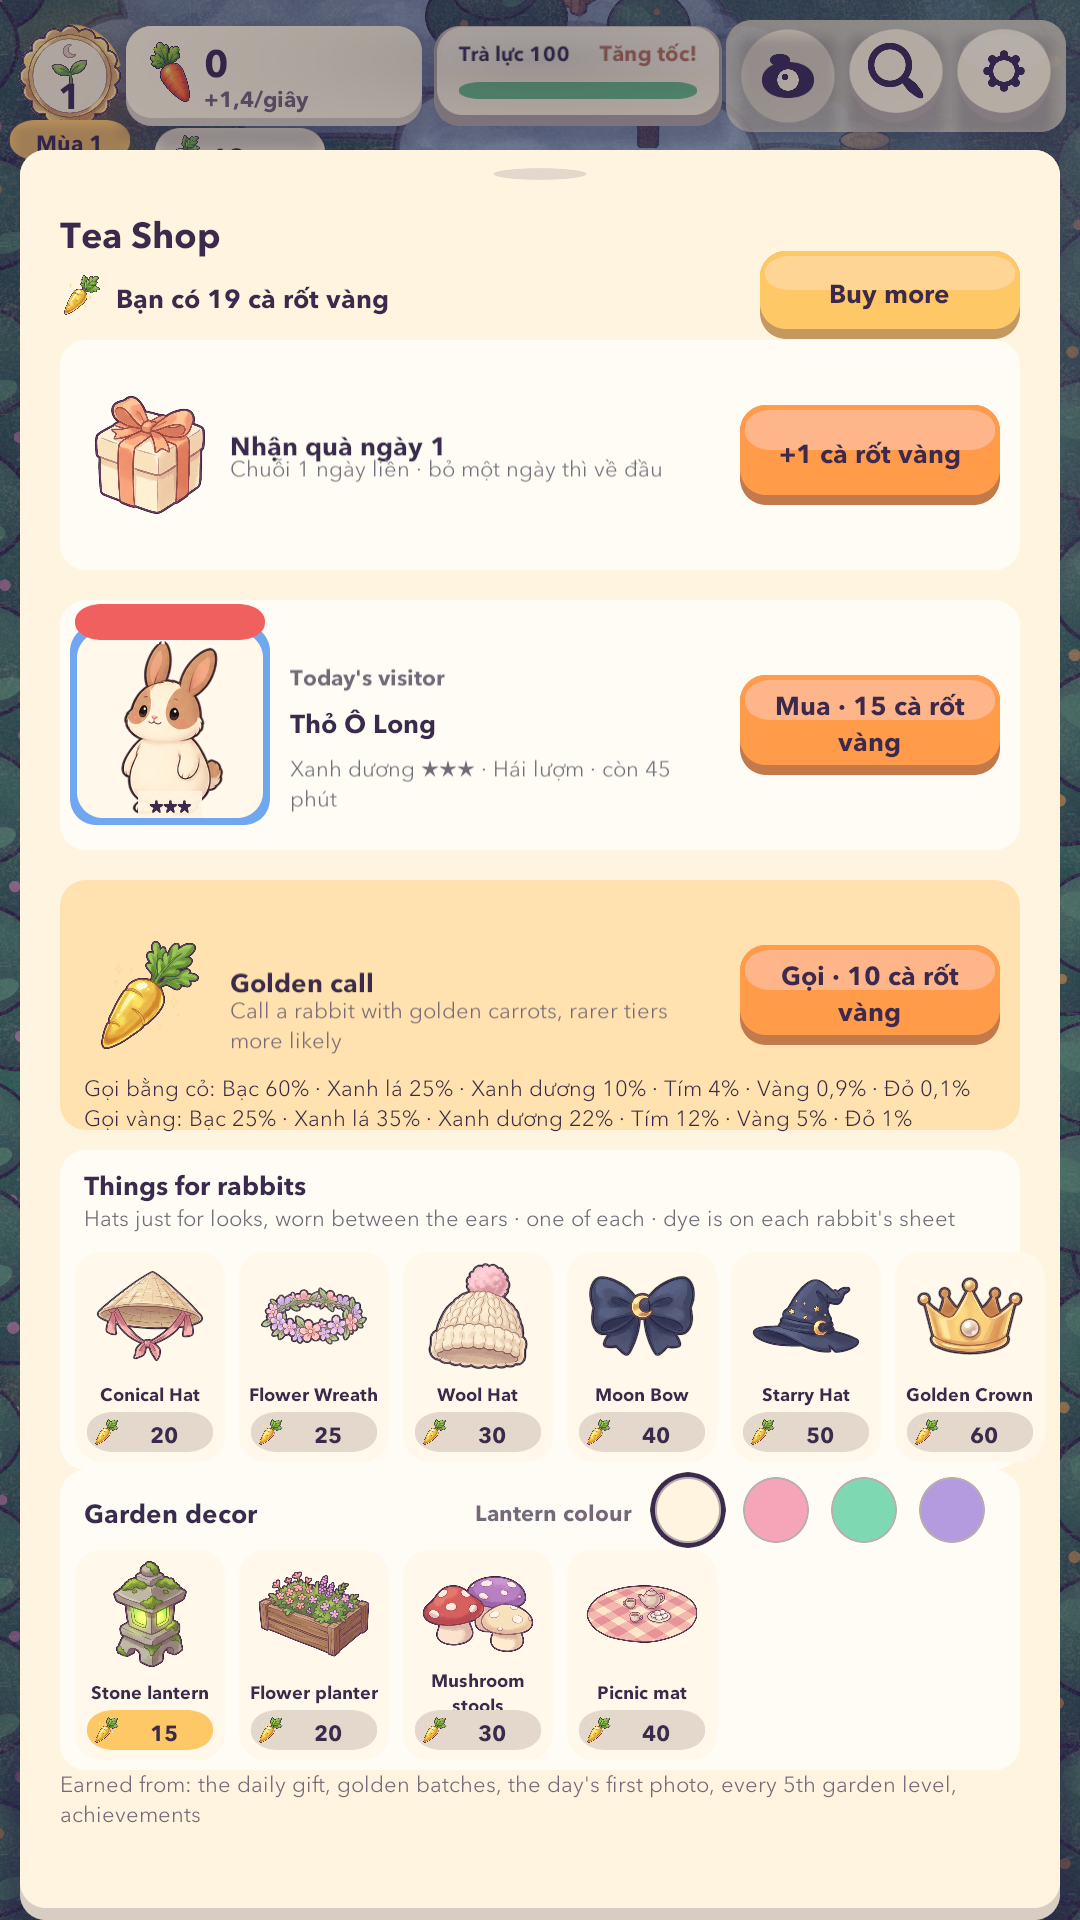 1
0
+1,4/giây
Trà lực 100
Tăng tốc!
Mùa 1
Tea Shop
Bạn có 19 cà rốt vàng
Buy more
Nhận quà ngày 1
Chuỗi 1 ngày liền · bỏ một ngày thì về đầu
+1 cà rốt vàng
Today's visitor
Thỏ Ô Long
Xanh dương ★★★ · Hái lượm · còn 45
phút
★★★
Mua · 15 cà rốt
vàng
Golden call
Call a rabbit with golden carrots, rarer tiers
more likely
Gọi · 10 cà rốt
vàng
Gọi bằng cỏ: Bạc 60% · Xanh lá 25% · Xanh dương 10% · Tím 4% · Vàng 0,9% · Đỏ 0,1%
Gọi vàng: Bạc 25% · Xanh lá 35% · Xanh dương 22% · Tím 12% · Vàng 5% · Đỏ 1%
Things for rabbits
Hats just for looks, worn between the ears · one of each · dye is on each rabbit's sheet
Conical Hat
20
Flower Wreath
25
Wool Hat
30
Moon Bow
40
Starry Hat
50
Golden Crown
60
Garden decor
Lantern colour
Stone lantern
15
Flower planter
20
Mushroom
stools
30
Picnic mat
40
Earned from: the daily gift, golden batches, the day's first photo, every 5th garden level,
achievements